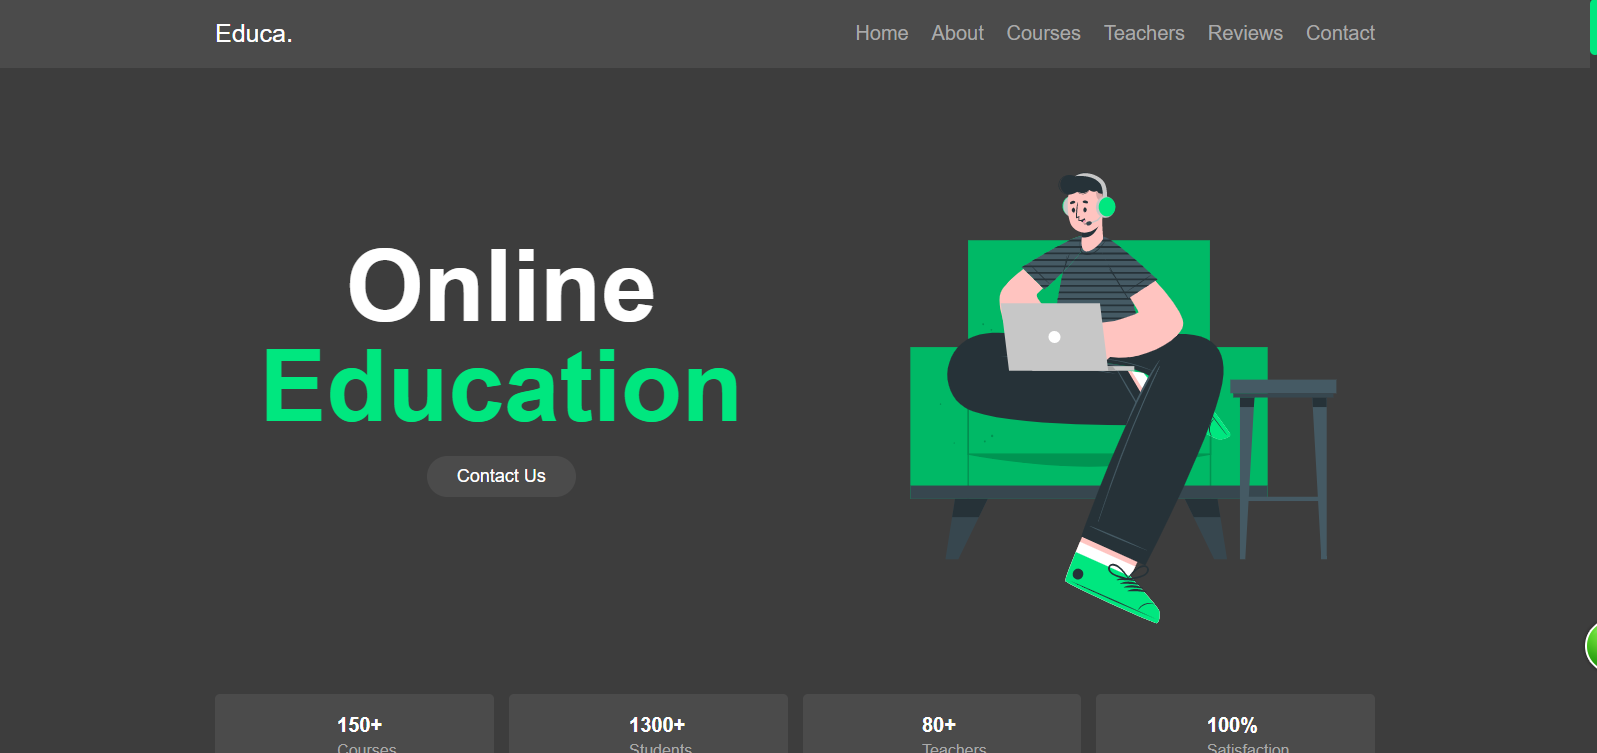 Educa.
Home About Courses Teachers Reviews Contact
Online
Education
Contact Us
150+
Courses
1300+
Students
80+
Teachers
100%
Satisfaction